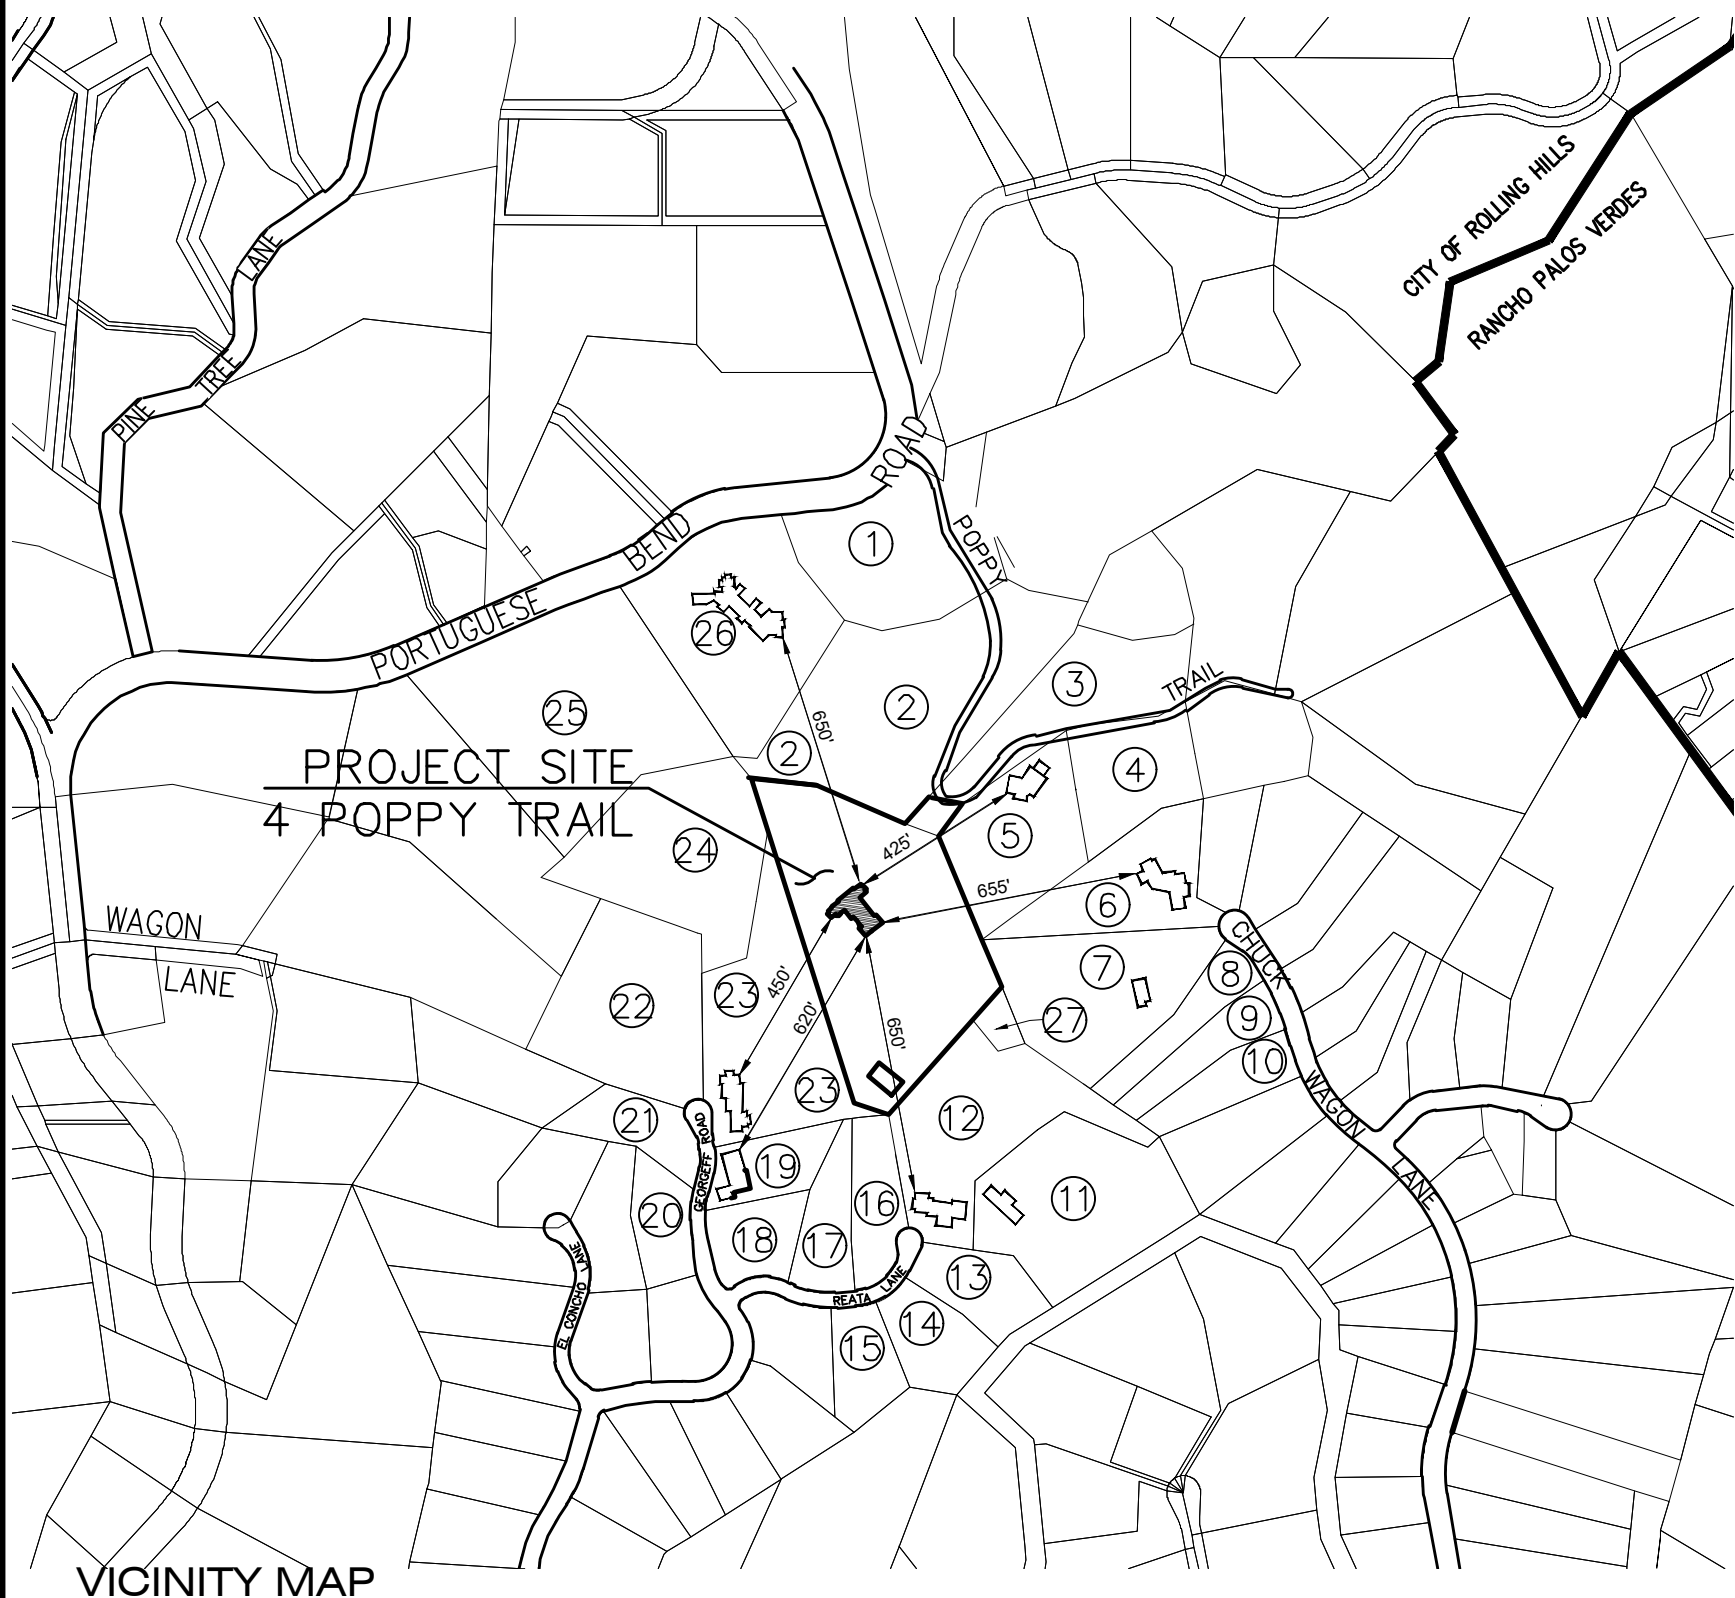 CITY OF ROLLING HILLS
RANCHO PALOS VERDES
PINE TREE LANE
PORTUGUESE BEND ROAD
POPPY TRAIL
1
26
3
25
2
650'
2
4
PROJECT SITE
4 POPPY TRAIL
5
425'
24
655'
6
WAGON
LANE
CHUCK WAGON LANE
7
8
450'
23
22
620'
650'
27
9
10
23
21
12
GEORGEFF ROAD
19
11
20
16
18
17
13
EL CONCHO LANE
REATA LANE
14
15
VICINITY MAP